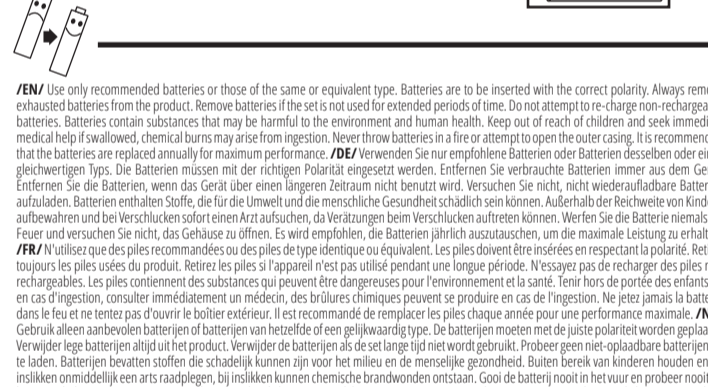 /EN/ Use only recommended batteries or those of the same or equivalent type. Batteries are to be inserted with the correct polarity. Always rem
exhausted batteries from the product. Remove batteries if the set is not used for extended periods of time. Do not attempt to re-charge non-rechargea
batteries. Batteries contain substances that may be harmful to the environment and human health. Keep out of reach of children and seek immedi
medical help if swallowed, chemical burns may arise from ingestion. Never throw batteries in a fire or attempt to open the outer casing. It is recommend
that the batteries are replaced annually for maximum performance. /DE/ Verwenden Sie nur empfohlene Batterien oder Batterien desselben oder ei
gleichwertigen Typs. Die Batterien müssen mit der richtigen Polarität eingesetzt werden. Entfernen Sie verbrauchte Batterien immer aus dem Ge
Entfernen Sie die Batterien, wenn das Gerät über einen längeren Zeitraum nicht benutzt wird. Versuchen Sie nicht, nicht wiederaufladbare Batter
aufzuladen. Batterien enthalten Stoffe, die für die Umwelt und die menschliche Gesundheit schädlich sein können. Außerhalb der Reichweite von Kind
aufbewahren und bei Verschlucken sofort einen Arzt aufsuchen, da Verätzungen beim Verschlucken auftreten können. Werfen Sie die Batterie niemals
Feuer und versuchen Sie nicht, das Gehäuse zu öffnen. Es wird empfohlen, die Batterien jährlich auszutauschen, um die maximale Leistung zu erhalt
/FR/ N'utilisez que des piles recommandées ou des piles de type identique ou équivalent. Les piles doivent être insérées en respectant la polarité. Reti
toujours les piles usées du produit. Retirez les piles si l'appareil n'est pas utilisé pendant une longue période. N'essayez pas de recharger des piles n
rechargeables. Les piles contiennent des substances qui peuvent être dangereuses pour l'environnement et la santé. Tenir hors de portée des enfants
en cas d'ingestion, consulter immédiatement un médecin, des brûlures chimiques peuvent se produire en cas de l'ingestion. Ne jetez jamais la batte
dans le feu et ne tentez pas d'ouvrir le boîtier extérieur. Il est recommandé de remplacer les piles chaque année pour une performance maximale. /N
Gebruik alleen aanbevolen batterijen of batterijen van hetzelfde of een gelijkwaardig type. De batterijen moeten met de juiste polariteit worden geplaa
Verwijder lege batterijen altijd uit het product. Verwijder de batterijen als de set lange tijd niet wordt gebruikt. Probeer geen niet-oplaadbare batterijen
te laden. Batterijen bevatten stoffen die schadelijk kunnen zijn voor het milieu en de menselijke gezondheid. Buiten bereik van kinderen houden en
inslikken onmiddellijk een arts raadplegen, bij inslikken kunnen chemische brandwonden ontstaan. Gooi de batterij nooit in het vuur en probeer nooit